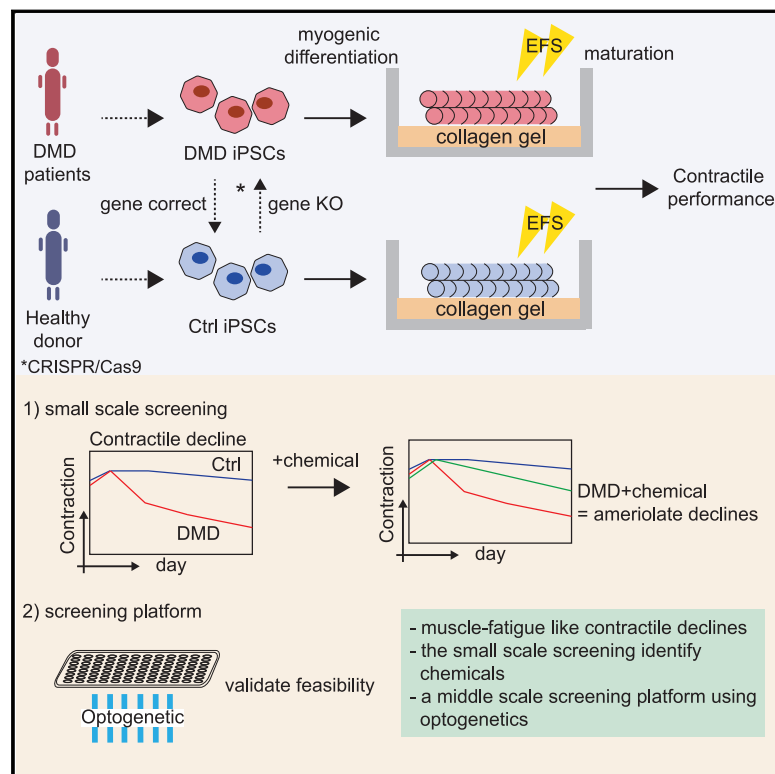 myogenic
differentiation
EFS
maturation
collagen gel
DMD
patients
DMD iPSCs
gene correct
*
gene KO
Contractile
performance
EFS
collagen gel
Healthy
donor
Ctrl iPSCs
*CRISPR/Cas9
1) small scale screening
Contractile decline
Contraction
Ctrl
DMD
day
+chemical
Contraction
day
DMD+chemical
= ameriolate declines
2) screening platform
Optogenetic
validate feasibility
- muscle-fatigue like contractile declines
- the small scale screening identify
chemicals
- a middle scale screening platform using
optogenetics